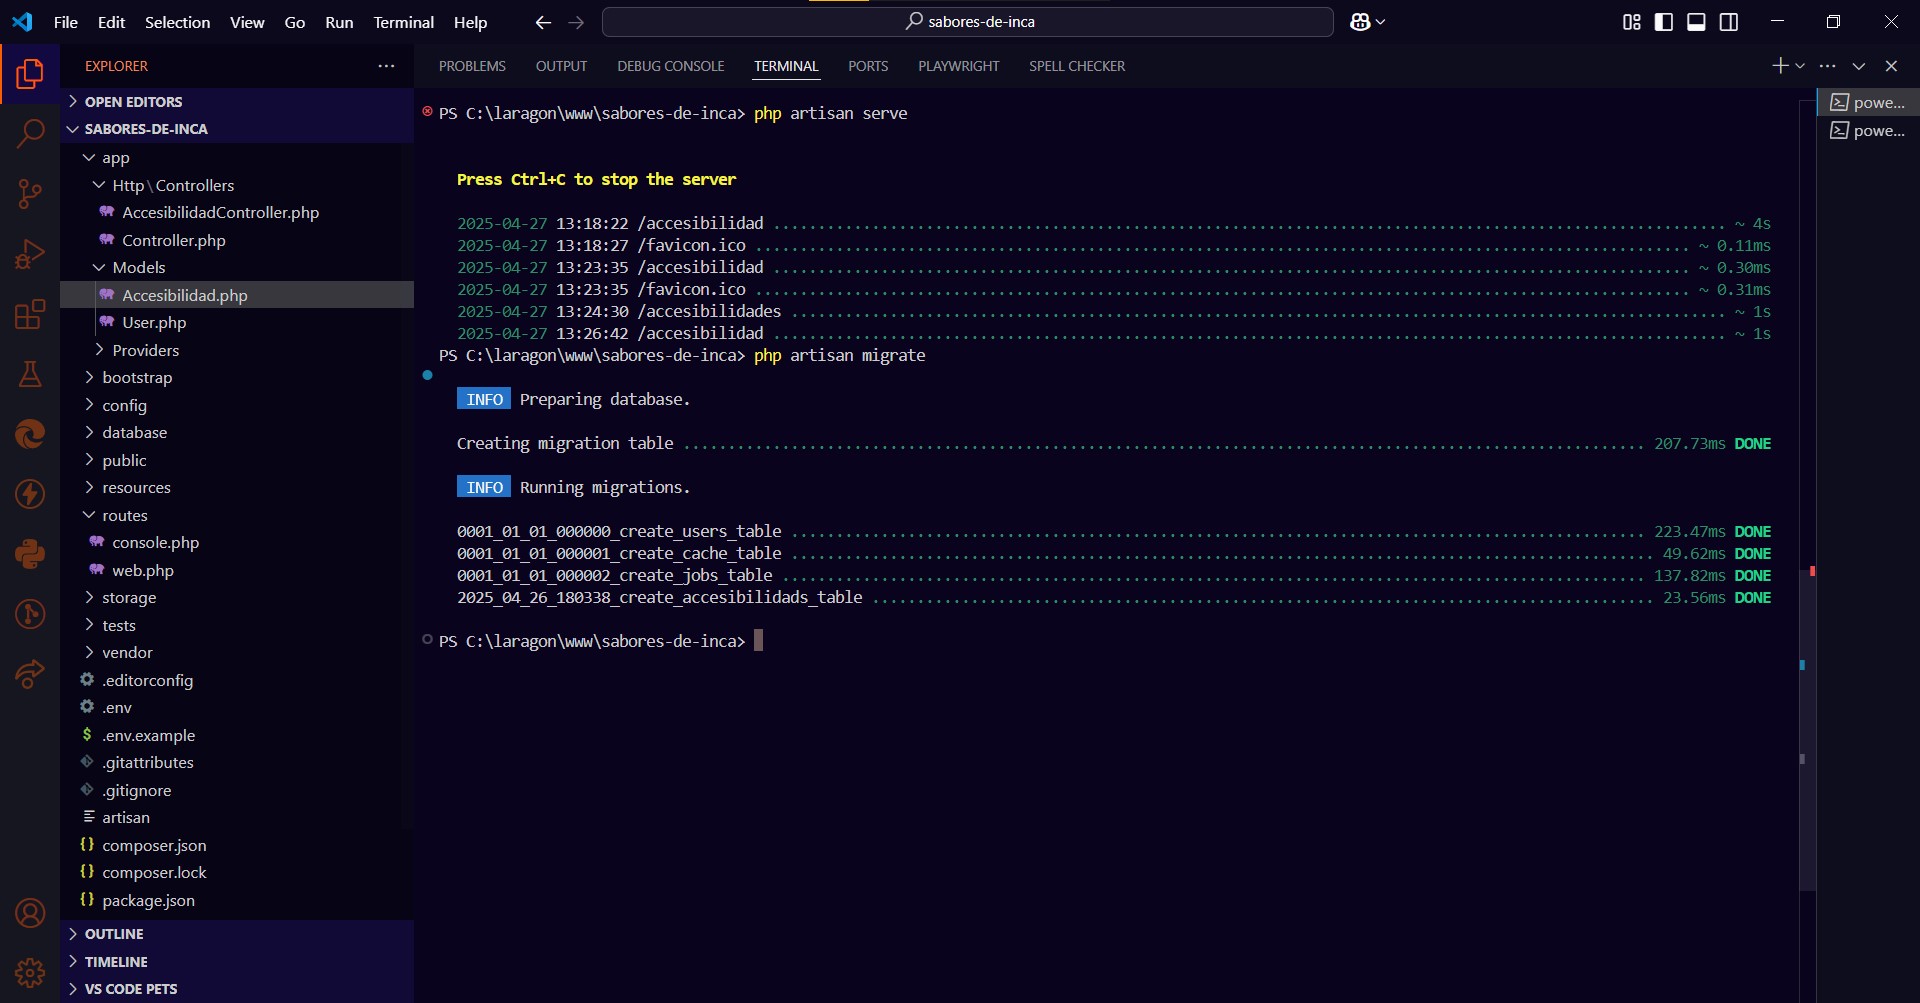 File Edit Selection View Go Run Terminal Help
sabores-de-inca
EXPLORER
OPEN EDITORS
SABORES-DE-INCA
app
Http\Controllers
AccesibilidadController.php
Controller.php
Models
Accesibilidad.php
User.php
Providers
bootstrap
config
database
public
resources
routes
console.php
web.php
storage
tests
vendor
.editorconfig
.env
.env.example
.gitattributes
.gitignore
artisan
composer.json
composer.lock
package.json
OUTLINE
TIMELINE
VS CODE PETS
PROBLEMS OUTPUT DEBUG CONSOLE TERMINAL PORTS PLAYWRIGHT SPELL CHECKER
PS C:\laragon\www\sabores-de-inca> php artisan serve
Press Ctrl+C to stop the server
2025-04-27 13:18:22 /accesibilidad ........ ~ 4s
2025-04-27 13:18:27 /favicon.ico ........ ~ 0.11ms
2025-04-27 13:23:35 /accesibilidad ........ ~ 0.30ms
2025-04-27 13:23:35 /favicon.ico ........ ~ 0.31ms
2025-04-27 13:24:30 /accesibilidades ........ ~ 1s
2025-04-27 13:26:42 /accesibilidad ........ ~ 1s
PS C:\laragon\www\sabores-de-inca> php artisan migrate
INFO Preparing database.
Creating migration table ........ 207.73ms DONE
INFO Running migrations.
0001_01_01_000000_create_users_table ........ 223.47ms DONE
0001_01_01_000001_create_cache_table ........ 49.62ms DONE
0001_01_01_000002_create_jobs_table ........ 137.82ms DONE
2025_04_26_180338_create_accesibilidads_table ........ 23.56ms DONE
PS C:\laragon\www\sabores-de-inca>
powe...
powe...